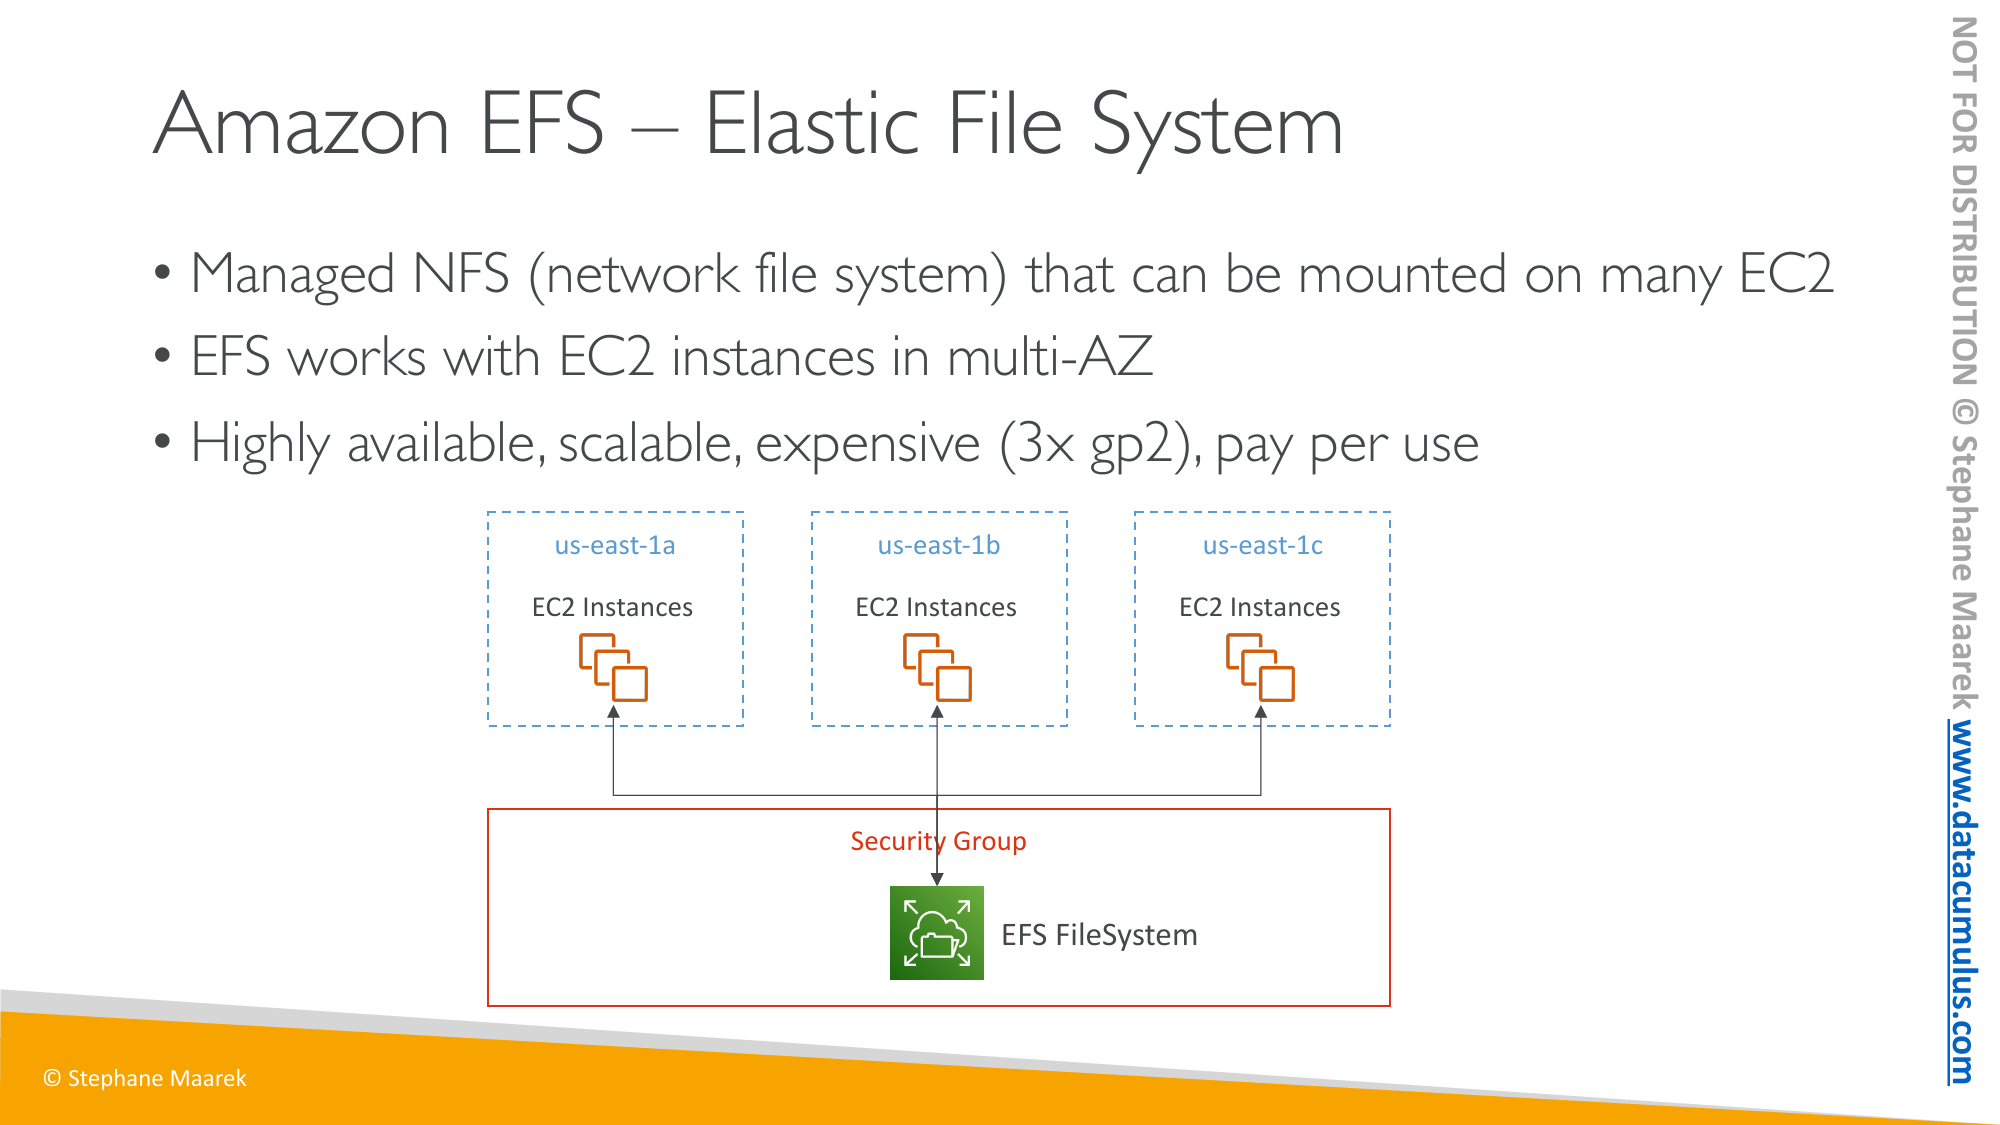 Amazon EFS – Elastic File System
• Managed NFS (network file system) that can be mounted on many EC2
• EFS works with EC2 instances in multi-AZ
• Highly available, scalable, expensive (3x gp2), pay per use
us-east-1a
EC2 Instances
us-east-1b
EC2 Instances
us-east-1c
EC2 Instances
Security Group
EFS FileSystem
© Stephane Maarek
NOT FOR DISTRIBUTION © Stephane Maarek www.datacumulus.com